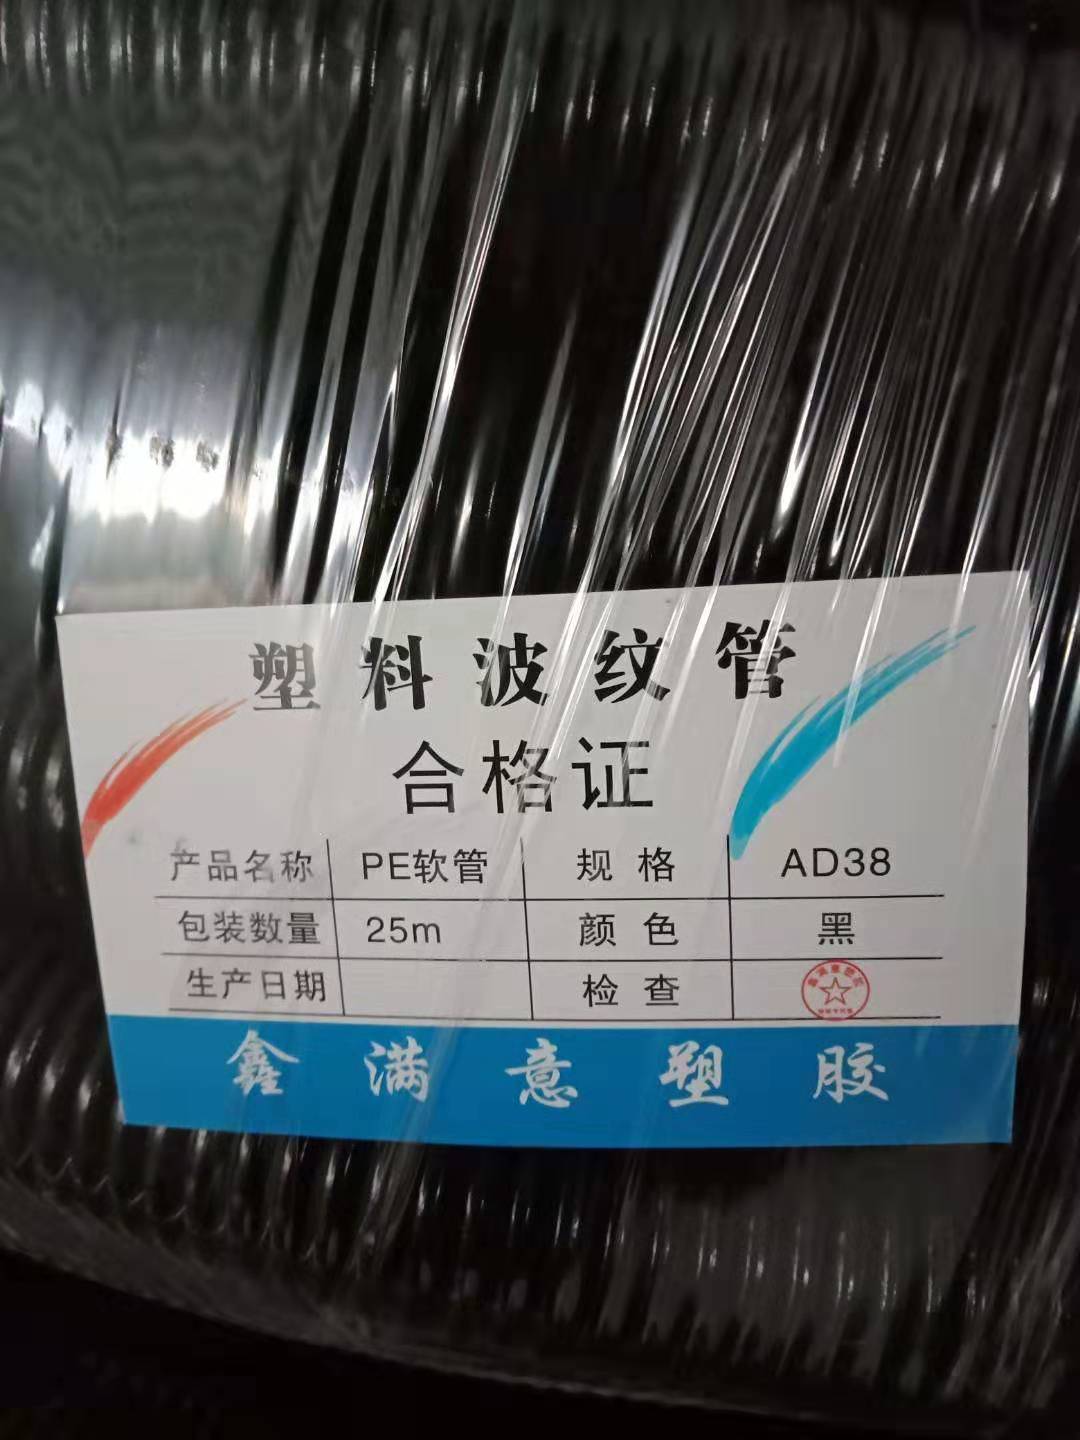 塑料波纹管
合格证
产品名称 PE软管 规格 AD38
包装数量 25m 颜色 黑
生产日期 检查
鑫满意塑胶